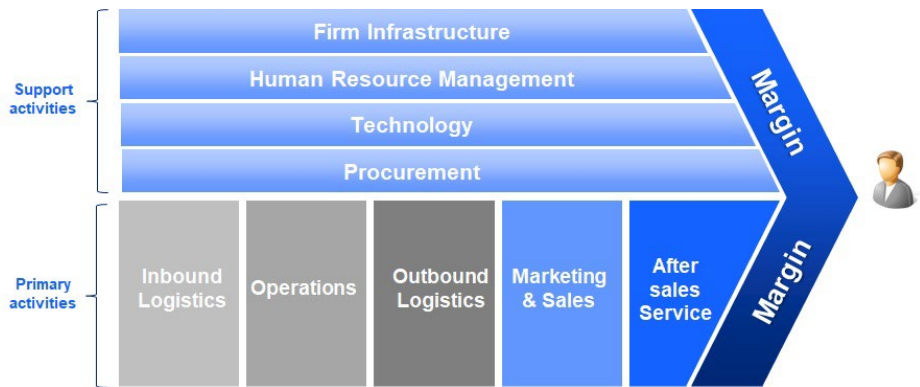 Firm Infrastructure
Human Resource Management
Technology
Procurement
Support
activities
Margin
Inbound
Logistics
Operations
Outbound
Logistics
Marketing
& Sales
After
sales
Service
Primary
activities
Margin